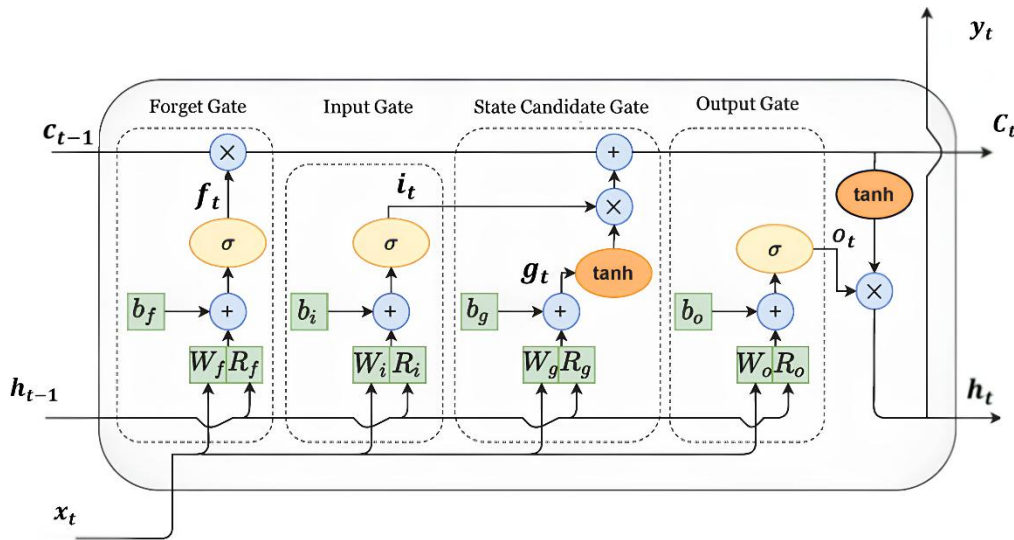 y_t
Forget Gate
Input Gate
State Candidate Gate
Output Gate
c_{t-1}
×
+
C_t
f_t
i_t
×
tanh
σ
σ
g_t
tanh
σ
o_t
×
b_f
+
b_i
+
b_g
+
b_o
+
W_f R_f
W_i R_i
W_g R_g
W_o R_o
h_{t-1}
h_t
x_t